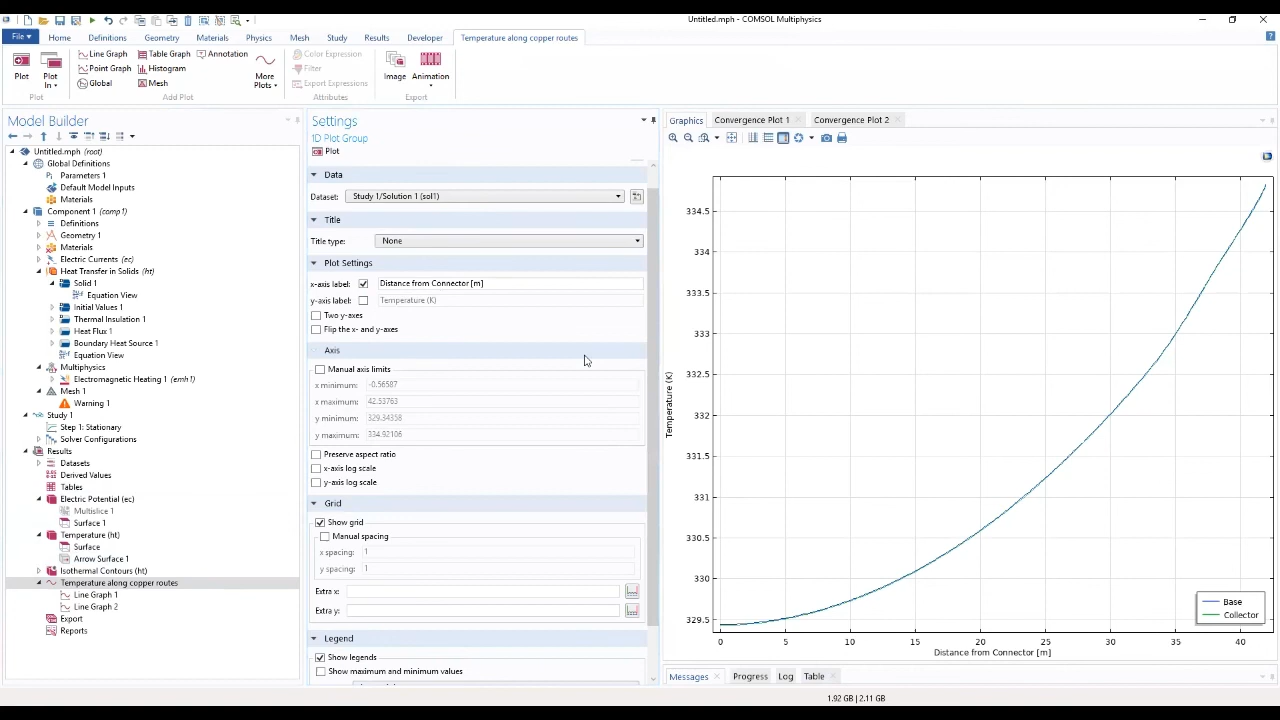 Untitled.mph - COMSOL Multiphysics
File Home Definitions Geometry Materials Physics Mesh Study Results Developer Temperature along copper routes
Plot
Plot In
Plot
Line Graph
Point Graph
Global
Table Graph
Histogram
Mesh
Annotation
More Plots
Add Plot
Color Expression
Filter
Export Expressions
Attributes
Image
Animation
Export
Model Builder
Untitled.mph (root)
Global Definitions
Parameters 1
Default Model Inputs
Materials
Component 1 (comp1)
Definitions
Geometry 1
Materials
Electric Currents (ec)
Heat Transfer in Solids (ht)
Solid 1
Equation View
Initial Values 1
Thermal Insulation 1
Heat Flux 1
Boundary Heat Source 1
Equation View
Multiphysics
Electromagnetic Heating 1 (emh1)
Mesh 1
Warning 1
Study 1
Step 1: Stationary
Solver Configurations
Results
Datasets
Derived Values
Tables
Electric Potential (ec)
Multislice 1
Surface 1
Temperature (ht)
Surface
Arrow Surface 1
Isothermal Contours (ht)
Temperature along copper routes
Line Graph 1
Line Graph 2
Export
Reports
Settings
1D Plot Group
Plot
Data
Dataset: Study 1/Solution 1 (sol1)
Title
Title type: None
Plot Settings
x-axis label: Distance from Connector [m]
y-axis label: Temperature (K)
Two y-axes
Flip the x- and y-axes
Axis
Manual axis limits
x minimum: -0.56587
x maximum: 42.53763
y minimum: 329.34358
y maximum: 334.92106
Preserve aspect ratio
x-axis log scale
y-axis log scale
Grid
Show grid
Manual spacing
x spacing: 1
y spacing: 1
Extra x:
Extra y:
Legend
Show legends
Show maximum and minimum values
Graphics Convergence Plot 1 Convergence Plot 2
334.5
334
333.5
333
332.5
332
331.5
331
330.5
330
329.5
Temperature (K)
0 5 10 15 20 25 30 35 40
Distance from Connector [m]
Base
Collector
Messages Progress Log Table
1.92 GB | 2.11 GB